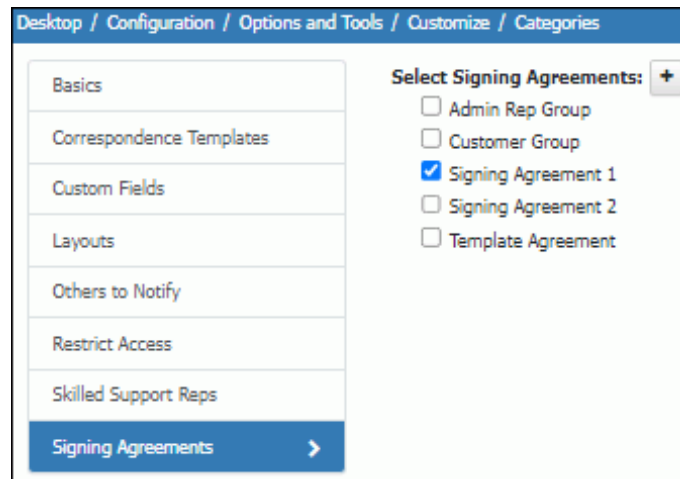 Desktop / Configuration / Options and Tools / Customize / Categories
Basics
Correspondence Templates
Custom Fields
Layouts
Others to Notify
Restrict Access
Skilled Support Reps
Signing Agreements
Select Signing Agreements: +
Admin Rep Group
Customer Group
Signing Agreement 1
Signing Agreement 2
Template Agreement